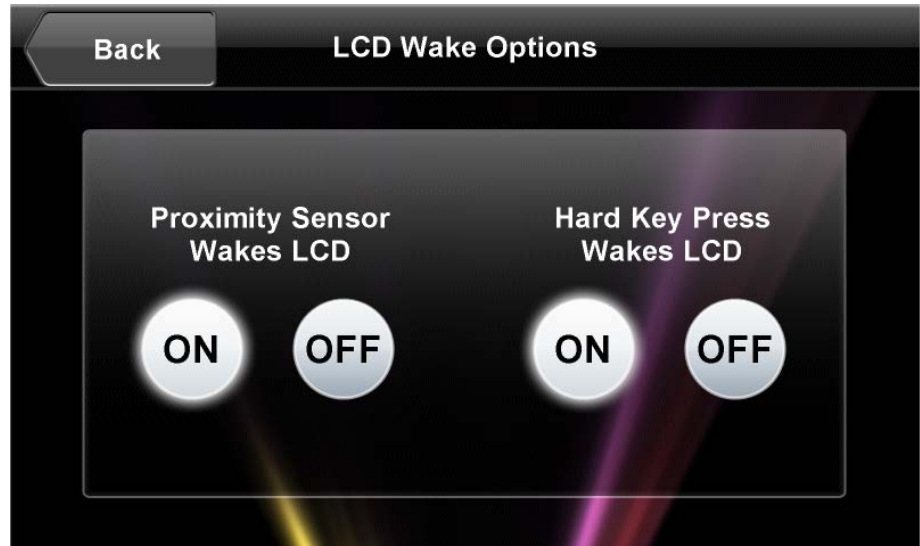 Back
LCD Wake Options
Proximity Sensor
Wakes LCD
Hard Key Press
Wakes LCD
ON
OFF
ON
OFF